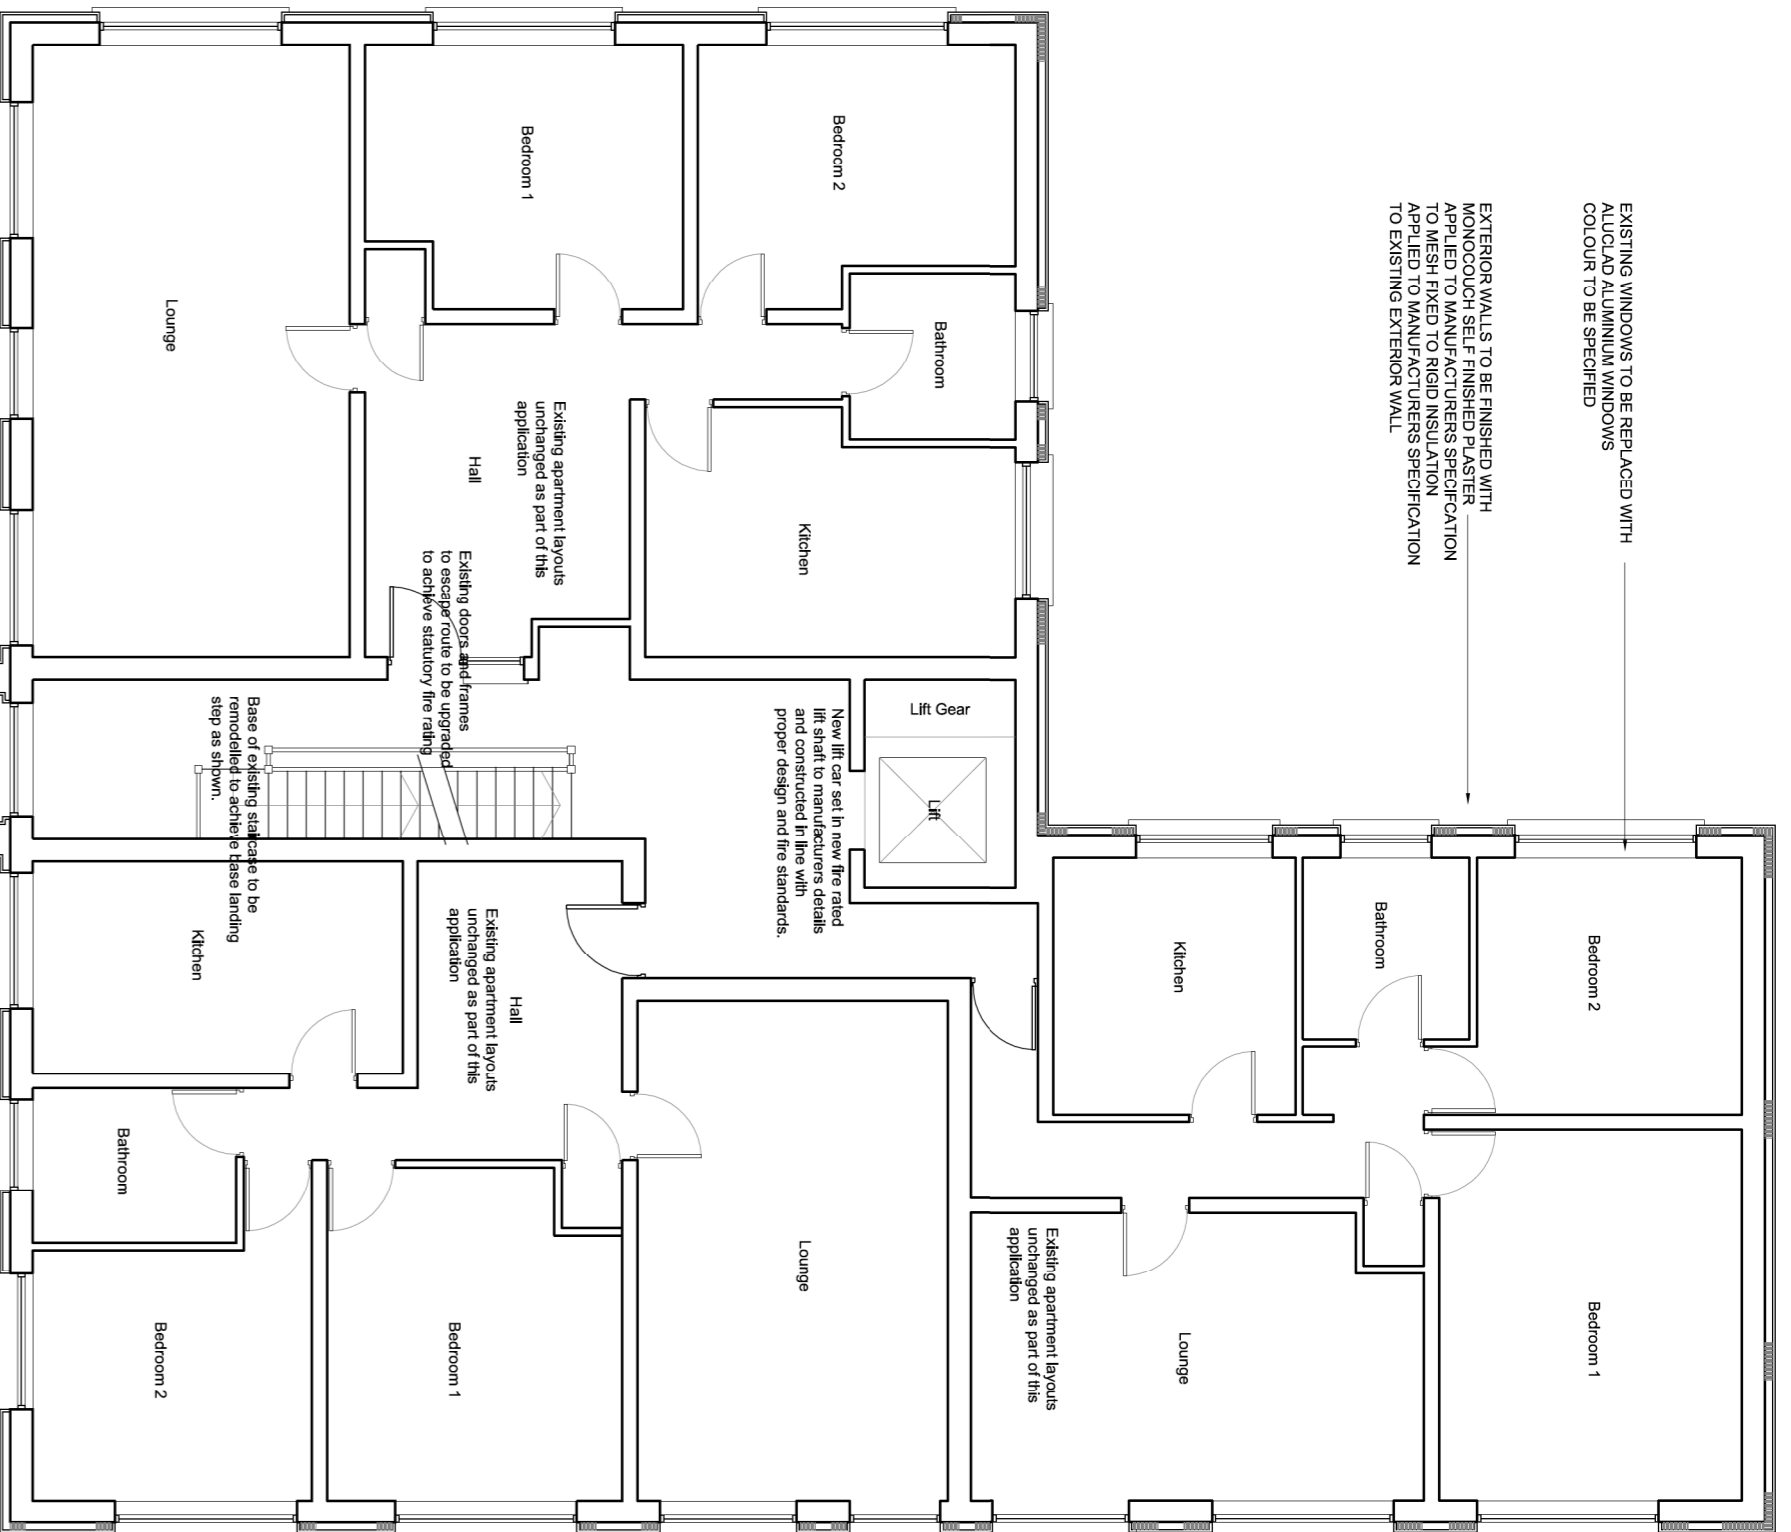 EXISTING WINDOWS TO BE REPLACED WITH
ALUCLAD ALUMINIUM WINDOWS
COLOUR TO BE SPECIFIED
EXTERIOR WALLS TO BE FINISHED WITH
MONOCOUCH SELF FINISHED PLASTER
APPLIED TO MANUFACTURERS SPECIFCATION
TO MESH FIXED TO RIGID INSULATION
APPLIED TO MANUFACTURERS SPECIFICATION
TO EXISTING EXTERIOR WALL
Bedroom 2
Bedroom 1
Bathroom
Kitchen
Lounge
Existing apartment layouts
unchanged as part of this
application
Bathroom
Lift Gear
Lift
Bedroom 2
Kitchen
New lift car set in new fire rated
lift shaft to manufacturers details
and constructed in line with
proper design and fire standards.
Lounge
Bedroom 1
Existing apartment layouts
unchanged as part of this
application
Hall
Existing doors and frames
to escape route to be upgraded
to achieve statutory fire rating
Hall
Existing apartment layouts
unchanged as part of this
application
Bedroom 1
Lounge
Base of existing staircase to be
remodelled to achieve base landing
step as shown.
Kitchen
Bathroom
Bedroom 2